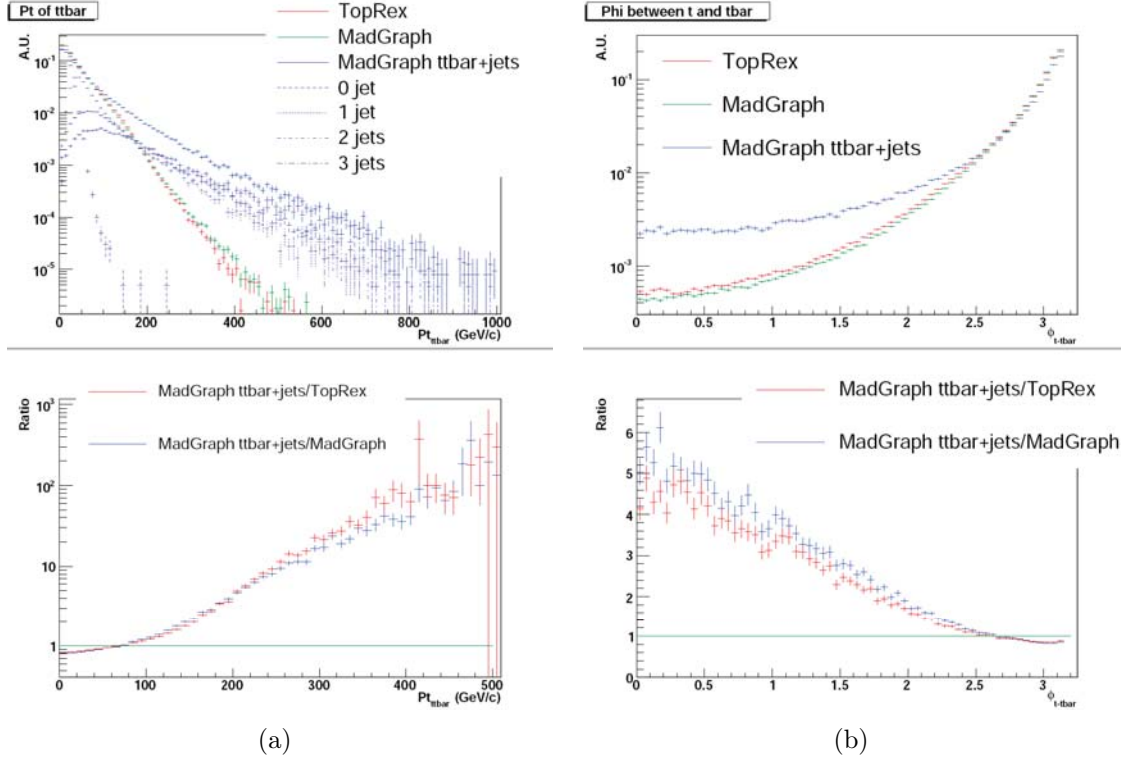 Pt of ttbar
A.U.
TopRex
MadGraph
MadGraph ttbar+jets
0 jet
1 jet
2 jets
3 jets
10⁻¹
10⁻²
10⁻³
10⁻⁴
10⁻⁵
0 200 400 600 800 1000
Pt_ttbar (GeV/c)
Phi between t and tbar
A.U.
TopRex
MadGraph
MadGraph ttbar+jets
10⁻¹
10⁻²
10⁻³
0 0.5 1 1.5 2 2.5 3
ϕ_t-tbar
Ratio
MadGraph ttbar+jets/TopRex
MadGraph ttbar+jets/MadGraph
10³
10²
10
1
0 100 200 300 400 500
Pt_ttbar (GeV/c)
(a)
Ratio
MadGraph ttbar+jets/TopRex
MadGraph ttbar+jets/MadGraph
6
5
4
3
2
1
0
0 0.5 1 1.5 2 2.5 3
ϕ_t-tbar
(b)